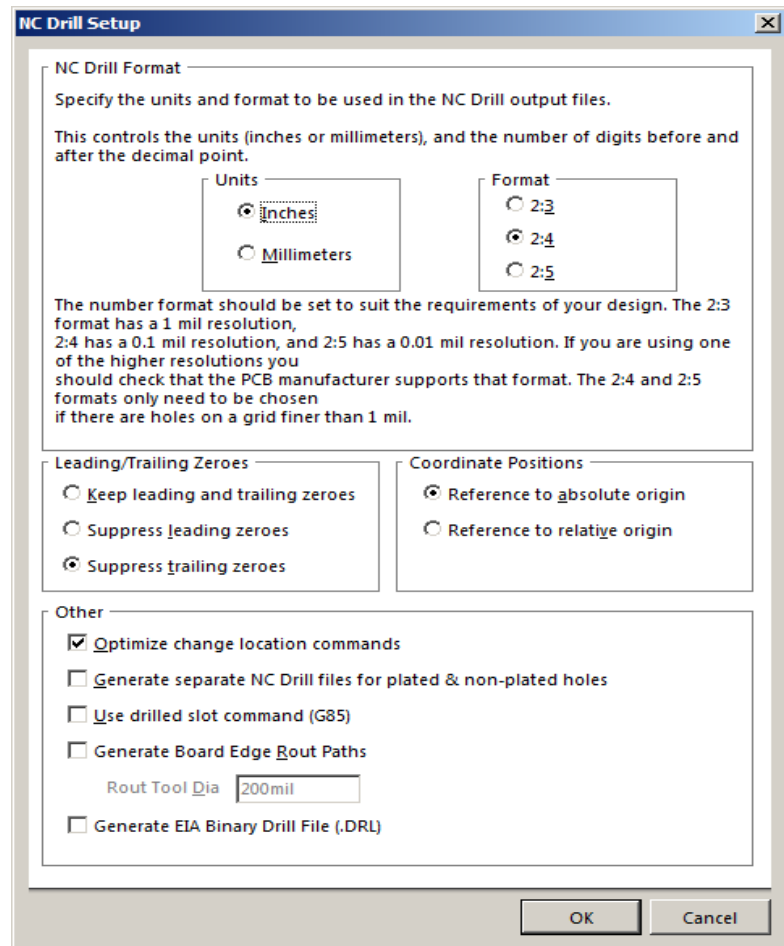 NC Drill Setup
NC Drill Format
Specify the units and format to be used in the NC Drill output files.
This controls the units (inches or millimeters), and the number of digits before and
after the decimal point.
Units
Inches
Millimeters
Format
2:3
2:4
2:5
The number format should be set to suit the requirements of your design. The 2:3
format has a 1 mil resolution,
2:4 has a 0.1 mil resolution, and 2:5 has a 0.01 mil resolution. If you are using one
of the higher resolutions you
should check that the PCB manufacturer supports that format. The 2:4 and 2:5
formats only need to be chosen
if there are holes on a grid finer than 1 mil.
Leading/Trailing Zeroes
Keep leading and trailing zeroes
Suppress leading zeroes
Suppress trailing zeroes
Coordinate Positions
Reference to absolute origin
Reference to relative origin
Other
Optimize change location commands
Generate separate NC Drill files for plated & non-plated holes
Use drilled slot command (G85)
Generate Board Edge Rout Paths
Rout Tool Dia 200mil
Generate EIA Binary Drill File (.DRL)
OK Cancel